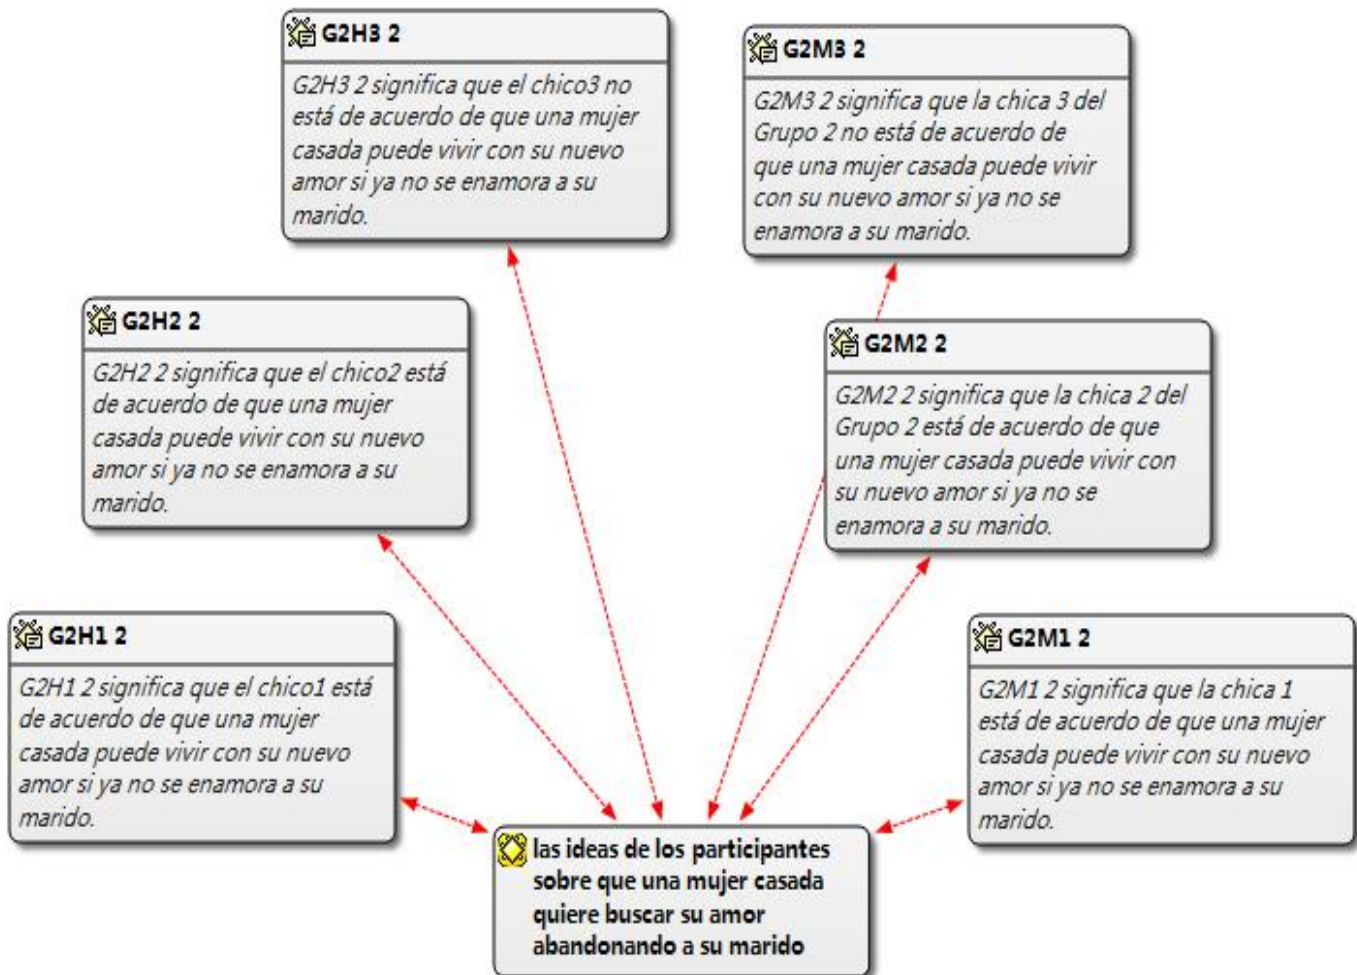 G2H3 2
G2H3 2 significa que el chico3 no
está de acuerdo de que una mujer
casada puede vivir con su nuevo
amor si ya no se enamora a su
marido.
G2M3 2
G2M3 2 significa que la chica 3 del
Grupo 2 no está de acuerdo de
que una mujer casada puede vivir
con su nuevo amor si ya no se
enamora a su marido.
G2H2 2
G2H2 2 significa que el chico2 está
de acuerdo de que una mujer
casada puede vivir con su nuevo
amor si ya no se enamora a su
marido.
G2M2 2
G2M2 2 significa que la chica 2 del
Grupo 2 está de acuerdo de que
una mujer casada puede vivir con
su nuevo amor si ya no se
enamora a su marido.
G2H1 2
G2H1 2 significa que el chico1 está
de acuerdo de que una mujer
casada puede vivir con su nuevo
amor si ya no se enamora a su
marido.
G2M1 2
G2M1 2 significa que la chica 1
está de acuerdo de que una mujer
casada puede vivir con su nuevo
amor si ya no se enamora a su
marido.
las ideas de los participantes
sobre que una mujer casada
quiere buscar su amor
abandonando a su marido